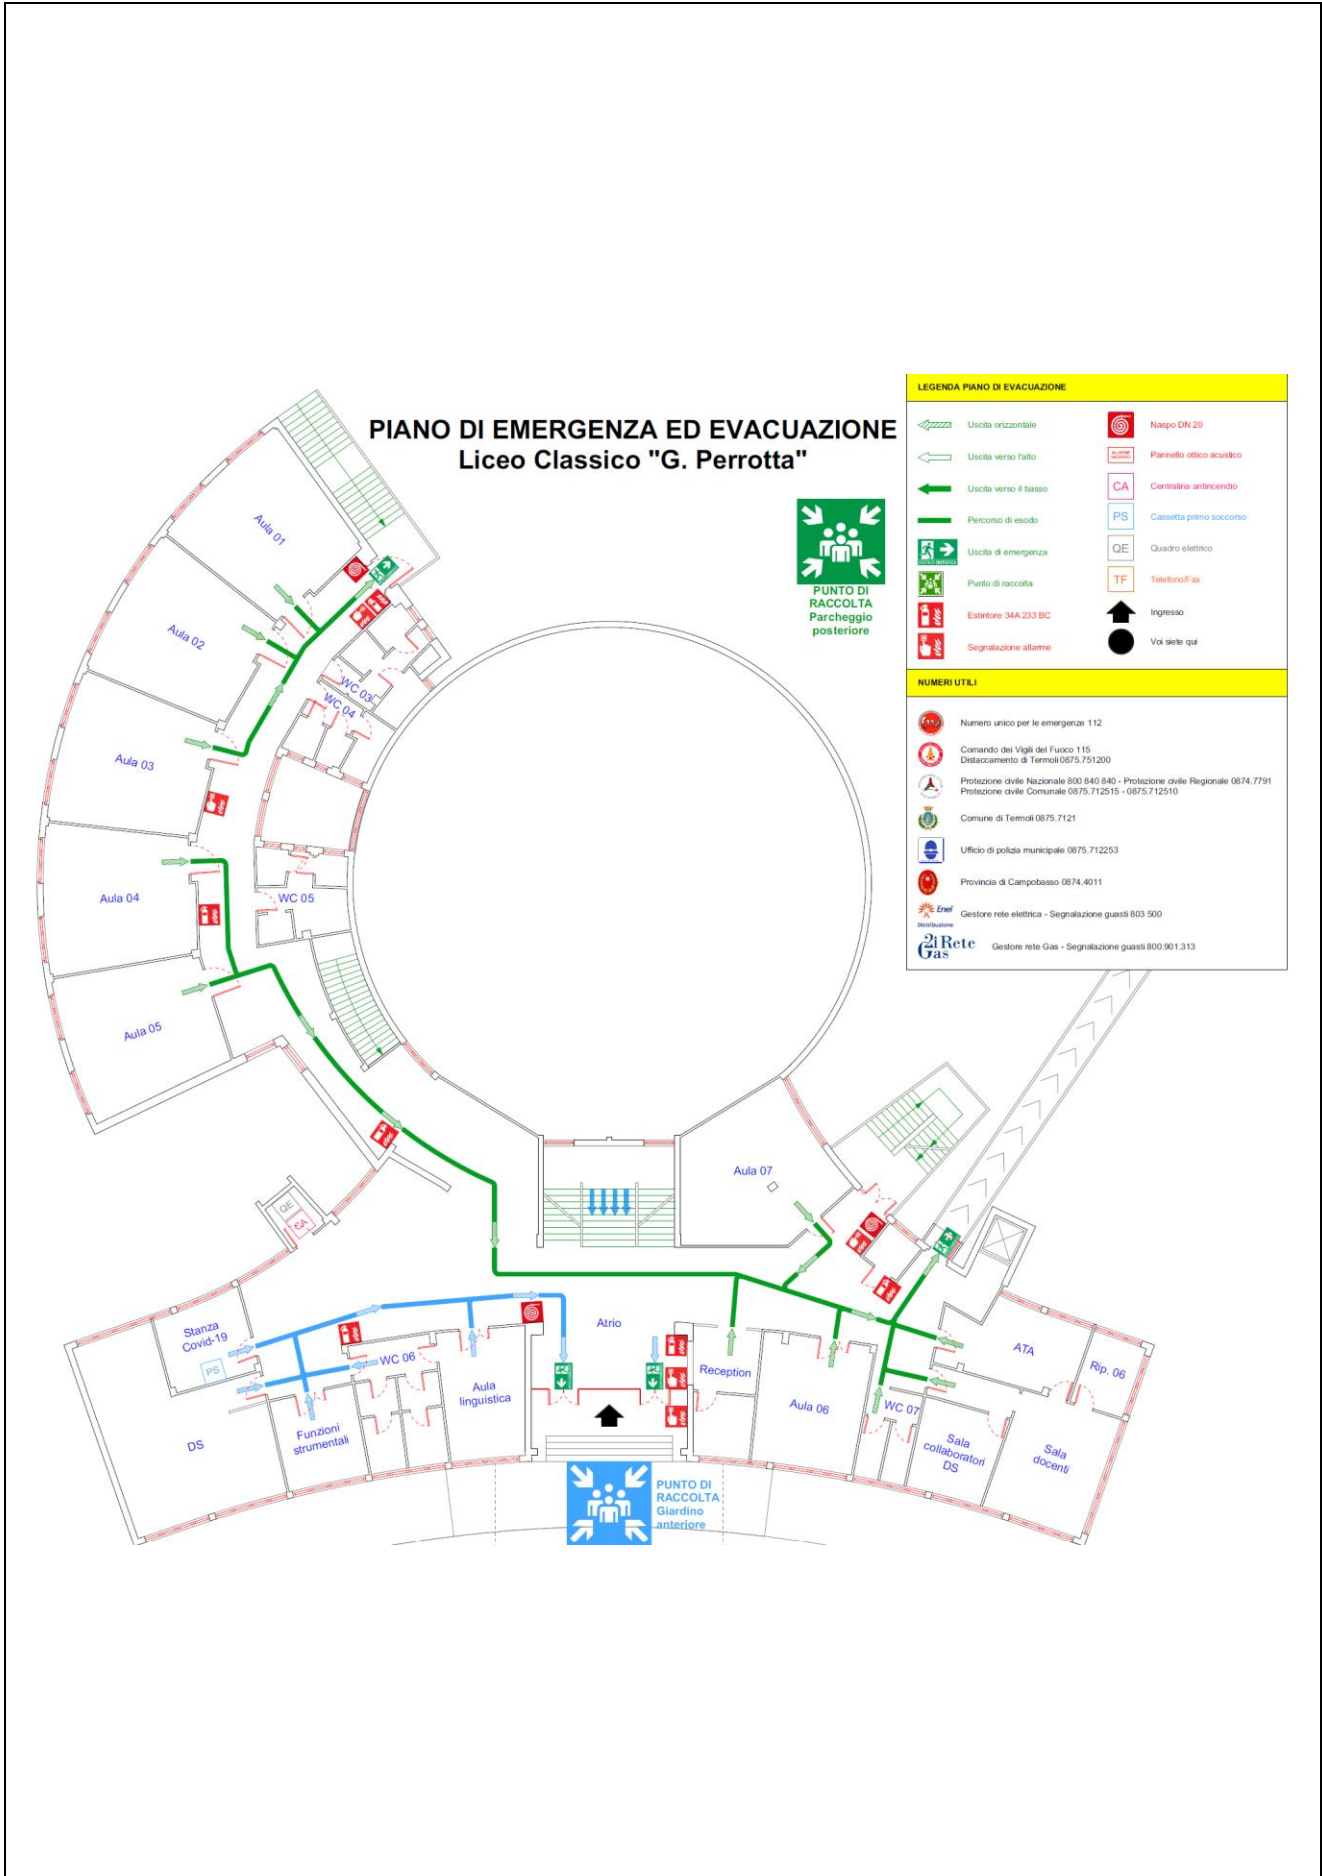 PIANO DI EMERGENZA ED EVACUAZIONE
Liceo Classico "G. Perrotta"
PUNTO DI
RACCOLTA
Parcheggio
posteriore
LEGENDA PIANO DI EVACUAZIONE
Uscita orizzontale
Uscita verso l'alto
Uscita verso il basso
Percorso di esodo
Uscita di emergenza
Punto di raccolta
Estintore 34A 233 BC
Segnalazione allarme
Naspo DN 20
Pannello ottico acustico
CA
Centralina antincendio
PS
Cassetta primo soccorso
QE
Quadro elettrico
TF
Telefono/Fax
Ingresso
Voi siete qui
NUMERI UTILI
Numero unico per le emergenze 112
Comando dei Vigili del Fuoco 115
Distaccamento di Termoli 0875.751200
Protezione civile Nazionale 800 840 840 - Protezione civile Regionale 0874.7791
Protezione civile Comunale 0875.712515 - 0875.712510
Comune di Termoli 0875.7121
Ufficio di polizia municipale 0875.712253
Provincia di Campobasso 0874.4011
Enel
Distribuzione
Gestore rete elettrica - Segnalazione guasti 803 500
2i Rete
Gas
Gestore rete Gas - Segnalazione guasti 800.901.313
Aula 01
Aula 02
Aula 03
Aula 04
Aula 05
WC 03
WC 04
WC 05
QE
CA
Aula 07
Stanza
Covid-19
PS
DS
Funzioni
strumentali
WC 06
Aula
linguistica
Atrio
Reception
Aula 06
WC 07
Sala
collaboratori
DS
Sala
docenti
ATA
Rip. 06
PUNTO DI
RACCOLTA
Giardino
anteriore